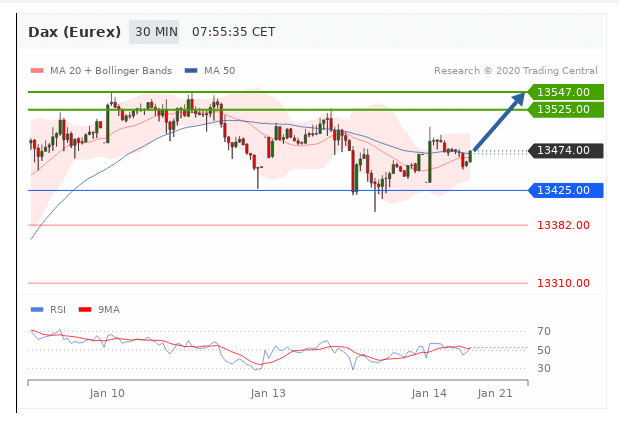 Dax (Eurex) 30 MIN 07:55:35 CET
MA 20 + Bollinger Bands MA 50 Research © 2020 Trading Central
13547.00
13525.00
13474.00
13425.00
13382.00
13310.00
RSI 9MA
70
50
30
Jan 10 Jan 13 Jan 14 Jan 21